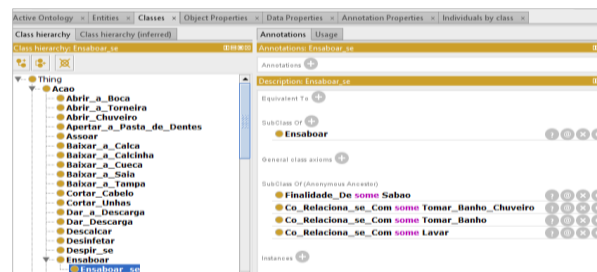 Active Ontology × Entities × Classes × Object Properties × Data Properties × Annotation Properties × Individuals by class ×
Class hierarchy Class hierarchy (inferred)
Class hierarchy: Ensaboar_se
Thing
Acao
Abrir_a_Boca
Abrir_a_Torneira
Abrir_Chuveiro
Apertar_a_Pasta_de_Dentes
Assoar
Baixar_a_Calca
Baixar_a_Calcinha
Baixar_a_Cueca
Baixar_a_Saia
Baixar_a_Tampa
Cortar_Cabelo
Cortar_Unhas
Dar_a_Descarga
Dar_Descarga
Descalcar
Desinfetar
Despir_se
Ensaboar
Ensaboar_se
Annotations Usage
Annotations: Ensaboar_se
Annotations
Description: Ensaboar_se
Equivalent To
SubClass Of
Ensaboar
General class axioms
SubClass Of (Anonymous Ancestor)
Finalidade_De some Sabao
Co_Relaciona_se_Com some Tomar_Banho_Chuveiro
Co_Relaciona_se_Com some Tomar_Banho
Co_Relaciona_se_Com some Lavar
Instances